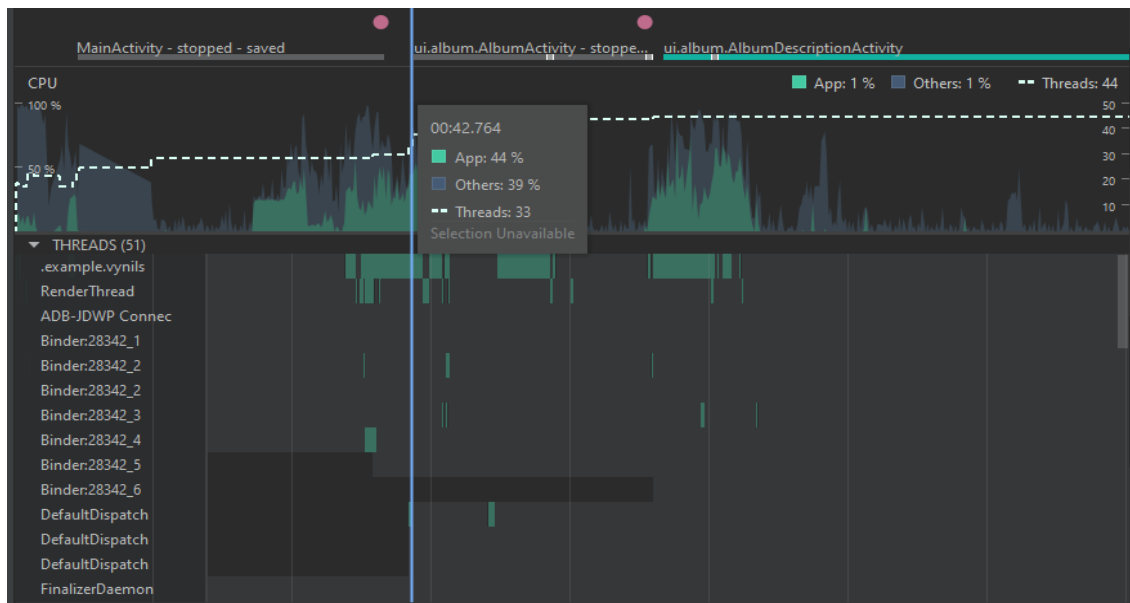 MainActivity - stopped - saved
ui.album.AlbumActivity - stoppe...
ui.album.AlbumDescriptionActivity
CPU
App: 1 %
Others: 1 %
Threads: 44
100 %
50
40
50 %
30
20
10
00:42.764
App: 44 %
Others: 39 %
Threads: 33
Selection Unavailable
THREADS (51)
.example.vynils
RenderThread
ADB-JDWP Connec
Binder:28342_1
Binder:28342_2
Binder:28342_2
Binder:28342_3
Binder:28342_4
Binder:28342_5
Binder:28342_6
DefaultDispatch
DefaultDispatch
DefaultDispatch
FinalizerDaemon